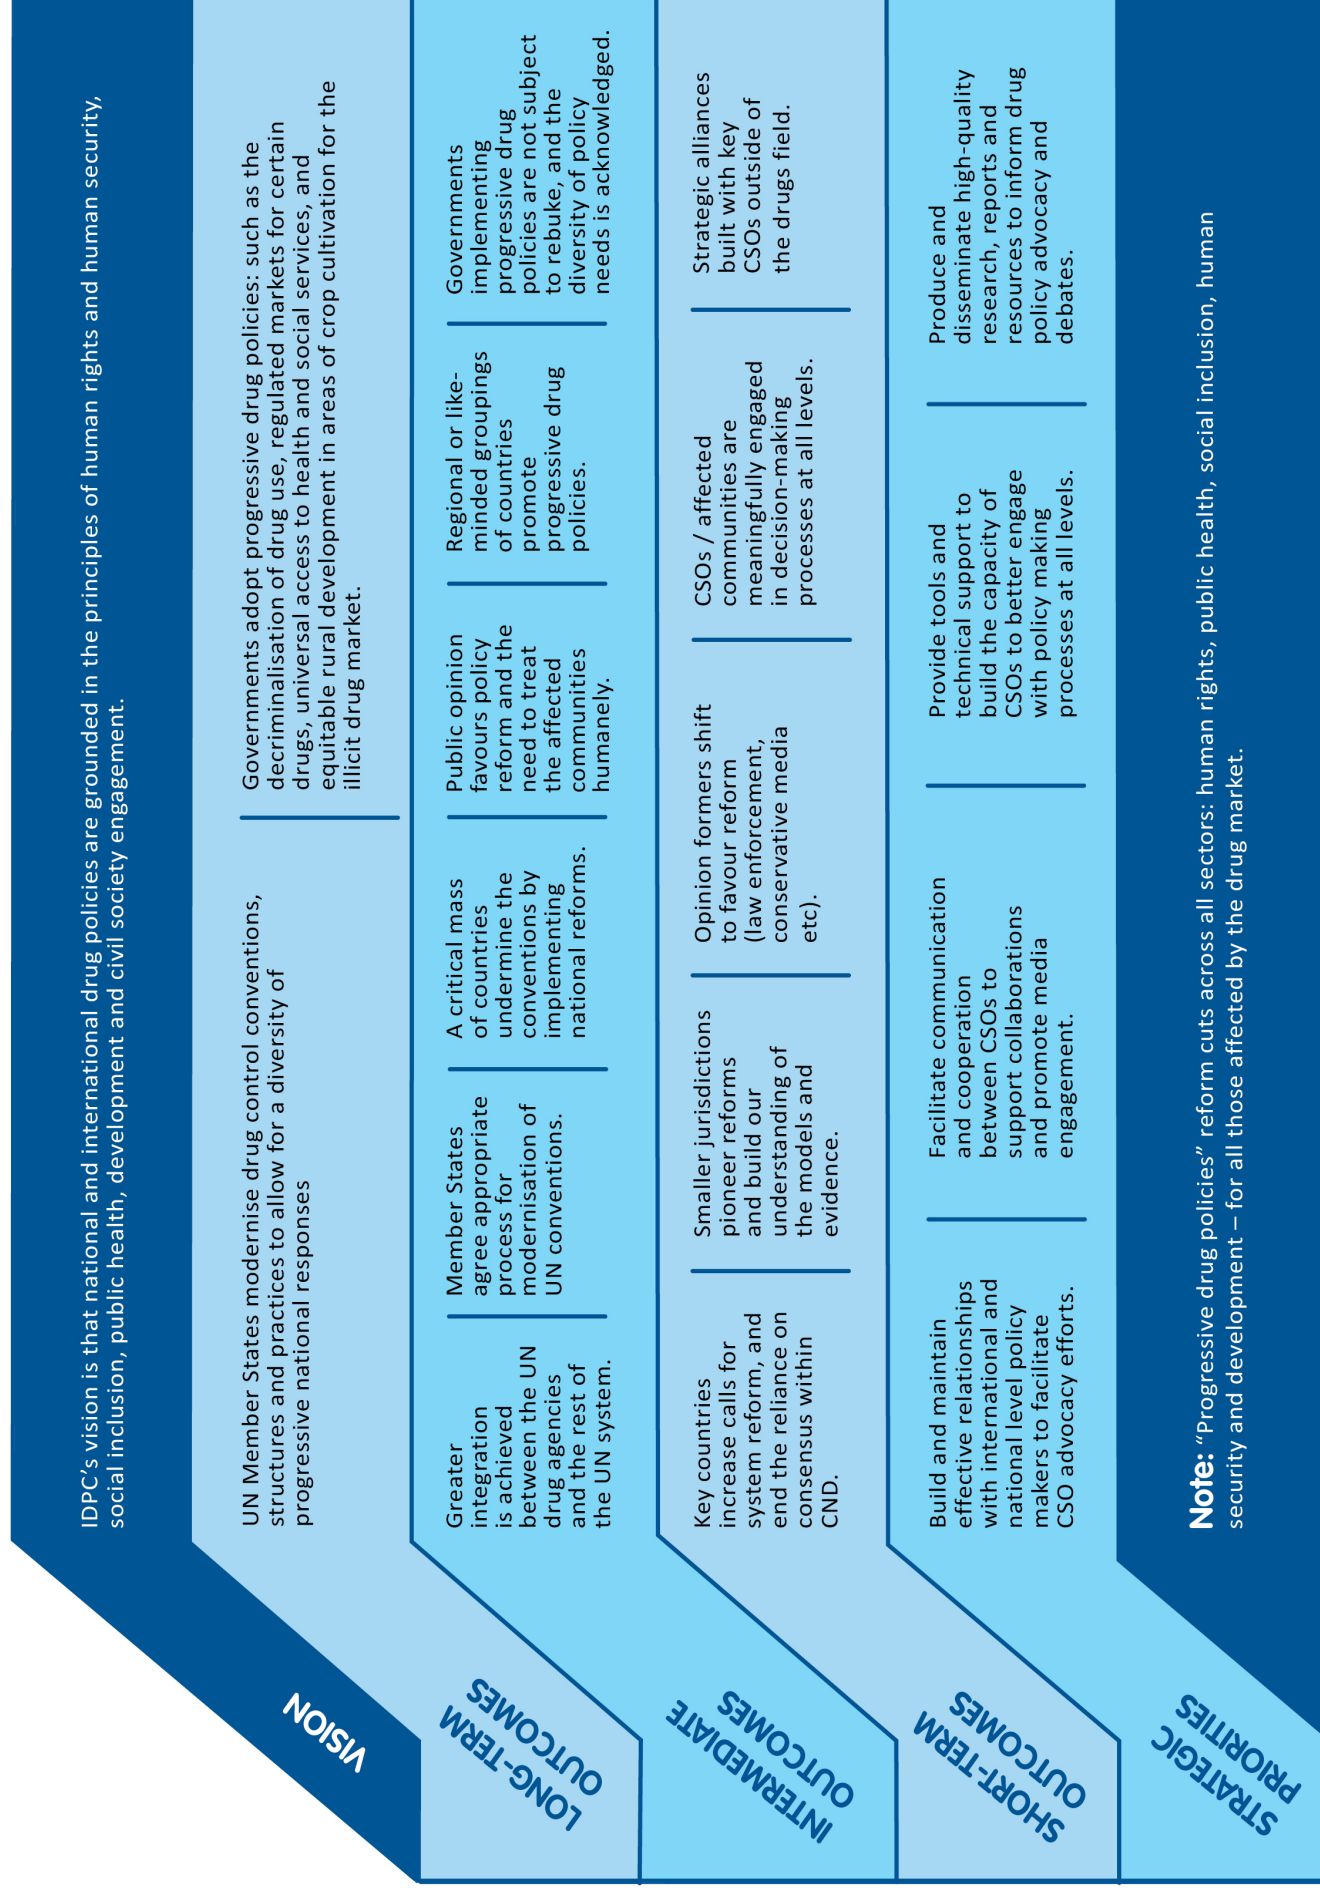 VISION
IDPC’s vision is that national and international drug policies are grounded in the principles of human rights and human security,
social inclusion, public health, development and civil society engagement.
LONG-TERM
OUTCOMES
UN Member States modernise drug control conventions,
structures and practices to allow for a diversity of
progressive national responses
Governments adopt progressive drug policies: such as the
decriminalisation of drug use, regulated markets for certain
drugs, universal access to health and social services, and
equitable rural development in areas of crop cultivation for the
illicit drug market.
INTERMEDIATE
OUTCOMES
Greater
integration
is achieved
between the UN
drug agencies
and the rest of
the UN system.
Member States
agree appropriate
process for
modernisation of
UN conventions.
A critical mass
of countries
undermine the
conventions by
implementing
national reforms.
Public opinion
favours policy
reform and the
need to treat
the affected
communities
humanely.
Regional or like-
minded groupings
of countries
promote
progressive drug
policies.
Governments
implementing
progressive drug
policies are not subject
to rebuke, and the
diversity of policy
needs is acknowledged.
SHORT-TERM
OUTCOMES
Key countries
increase calls for
system reform, and
end the reliance on
consensus within
CND.
Smaller jurisdictions
pioneer reforms
and build our
understanding of
the models and
evidence.
Opinion formers shift
to favour reform
(law enforcement,
conservative media
etc).
CSOs / affected
communities are
meaningfully engaged
in decision-making
processes at all levels.
Strategic alliances
built with key
CSOs outside of
the drugs field.
STRATEGIC
PRIORITIES
Build and maintain
effective relationships
with international and
national level policy
makers to facilitate
CSO advocacy efforts.
Facilitate communication
and cooperation
between CSOs to
support collaborations
and promote media
engagement.
Provide tools and
technical support to
build the capacity of
CSOs to better engage
with policy making
processes at all levels.
Produce and
disseminate high-quality
research, reports and
resources to inform drug
policy advocacy and
debates.
Note: “Progressive drug policies” reform cuts across all sectors: human rights, public health, social inclusion, human
security and development – for all those affected by the drug market.